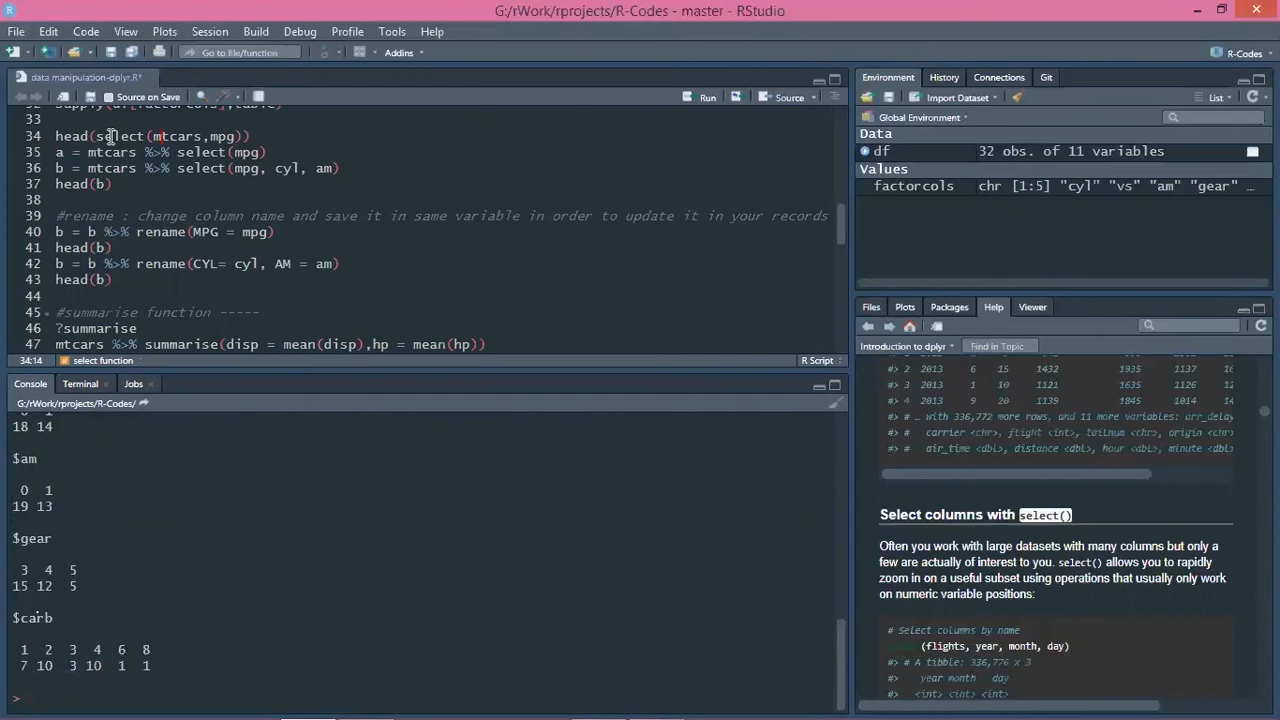 G:/rWork/rprojects/R-Codes - master - RStudio
File Edit Code View Plots Session Build Debug Profile Tools Help
Go to file/function Addins R-Codes
data manipulation-dplyr.R*
Source on Save Run Source
33
34 head(select(mtcars,mpg))
35 a = mtcars %>% select(mpg)
36 b = mtcars %>% select(mpg, cyl, am)
37 head(b)
38
39 #rename : change column name and save it in same variable in order to update it in your records
40 b = b %>% rename(MPG = mpg)
41 head(b)
42 b = b %>% rename(CYL= cyl, AM = am)
43 head(b)
44
45 #summarise function -----
46 ?summarise
47 mtcars %>% summarise(disp = mean(disp),hp = mean(hp))
34:14 select function R Script
Console Terminal Jobs
G:/rWork/rprojects/R-Codes/
18 14
$am
0 1
19 13
$gear
3 4 5
15 12 5
$carb
1 2 3 4 6 8
7 10 3 10 1 1
>
Environment History Connections Git
Import Dataset List
Global Environment
Data
df 32 obs. of 11 variables
Values
factorcols chr [1:5] "cyl" "vs" "am" "gear" …
Files Plots Packages Help Viewer
Introduction to dplyr Find in Topic
#> 2 2013 6 15 1432 1935 1137
#> 3 2013 1 10 1121 1635 1126
#> 4 2013 9 20 1139 1845 1014
#> # … with 336,772 more rows, and 11 more variables: arr_delay
#> # carrier <chr>, flight <int>, tailnum <chr>, origin <chr>
#> # air_time <dbl>, distance <dbl>, hour <dbl>, minute <dbl>
Select columns with select()
Often you work with large datasets with many columns but only a
few are actually of interest to you. select() allows you to rapidly
zoom in on a useful subset using operations that usually only work
on numeric variable positions:
# Select columns by name
(flights, year, month, day)
#> # A tibble: 336,776 x 3
#> year month day
#> <int> <int> <int>